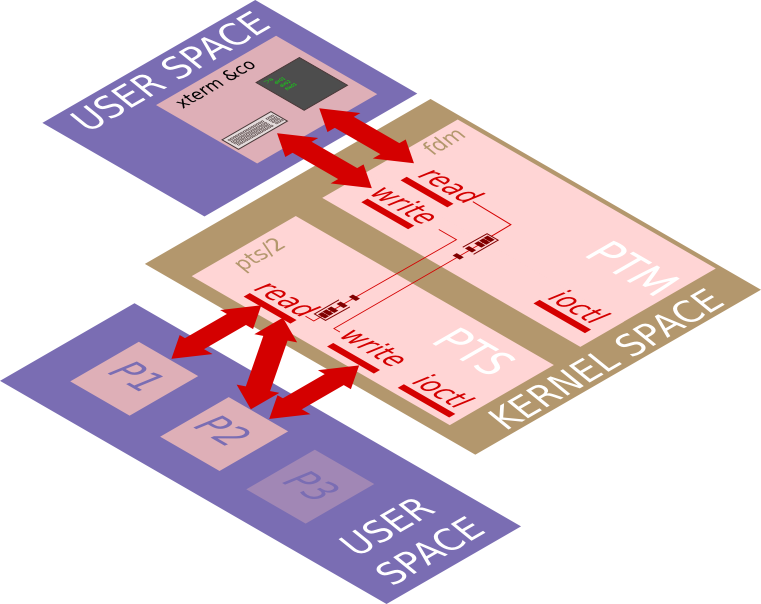 USER SPACE
xterm &co
fdm
read
write
PTM
ioctl
KERNEL SPACE
pts/2
read
write
PTS
ioctl
P1
P2
P3
USER
SPACE